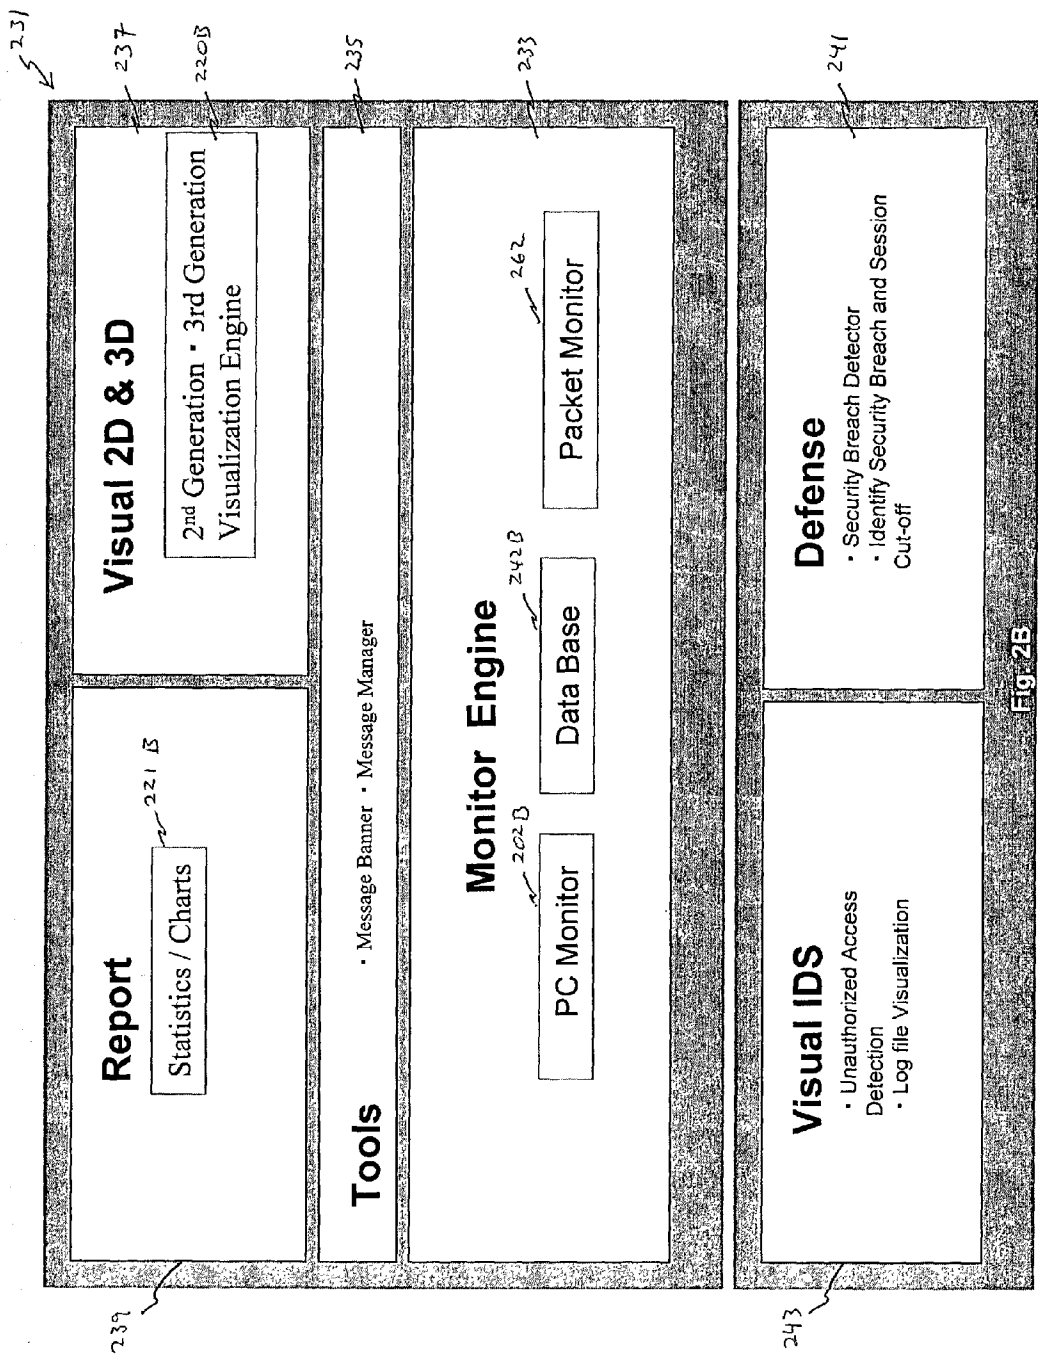 231
Report
221 B
Statistics / Charts
239
Visual 2D & 3D
237
220B
2nd Generation · 3rd Generation
Visualization Engine
Tools
· Message Banner · Message Manager
235
Monitor Engine
233
202B
PC Monitor
242B
Data Base
262
Packet Monitor
Visual IDS
· Unauthorized Access
Detection
· Log file Visualization
243
Defense
· Security Breach Detector
· Identify Security Breach and Session
Cut-off
241
Fig. 2B